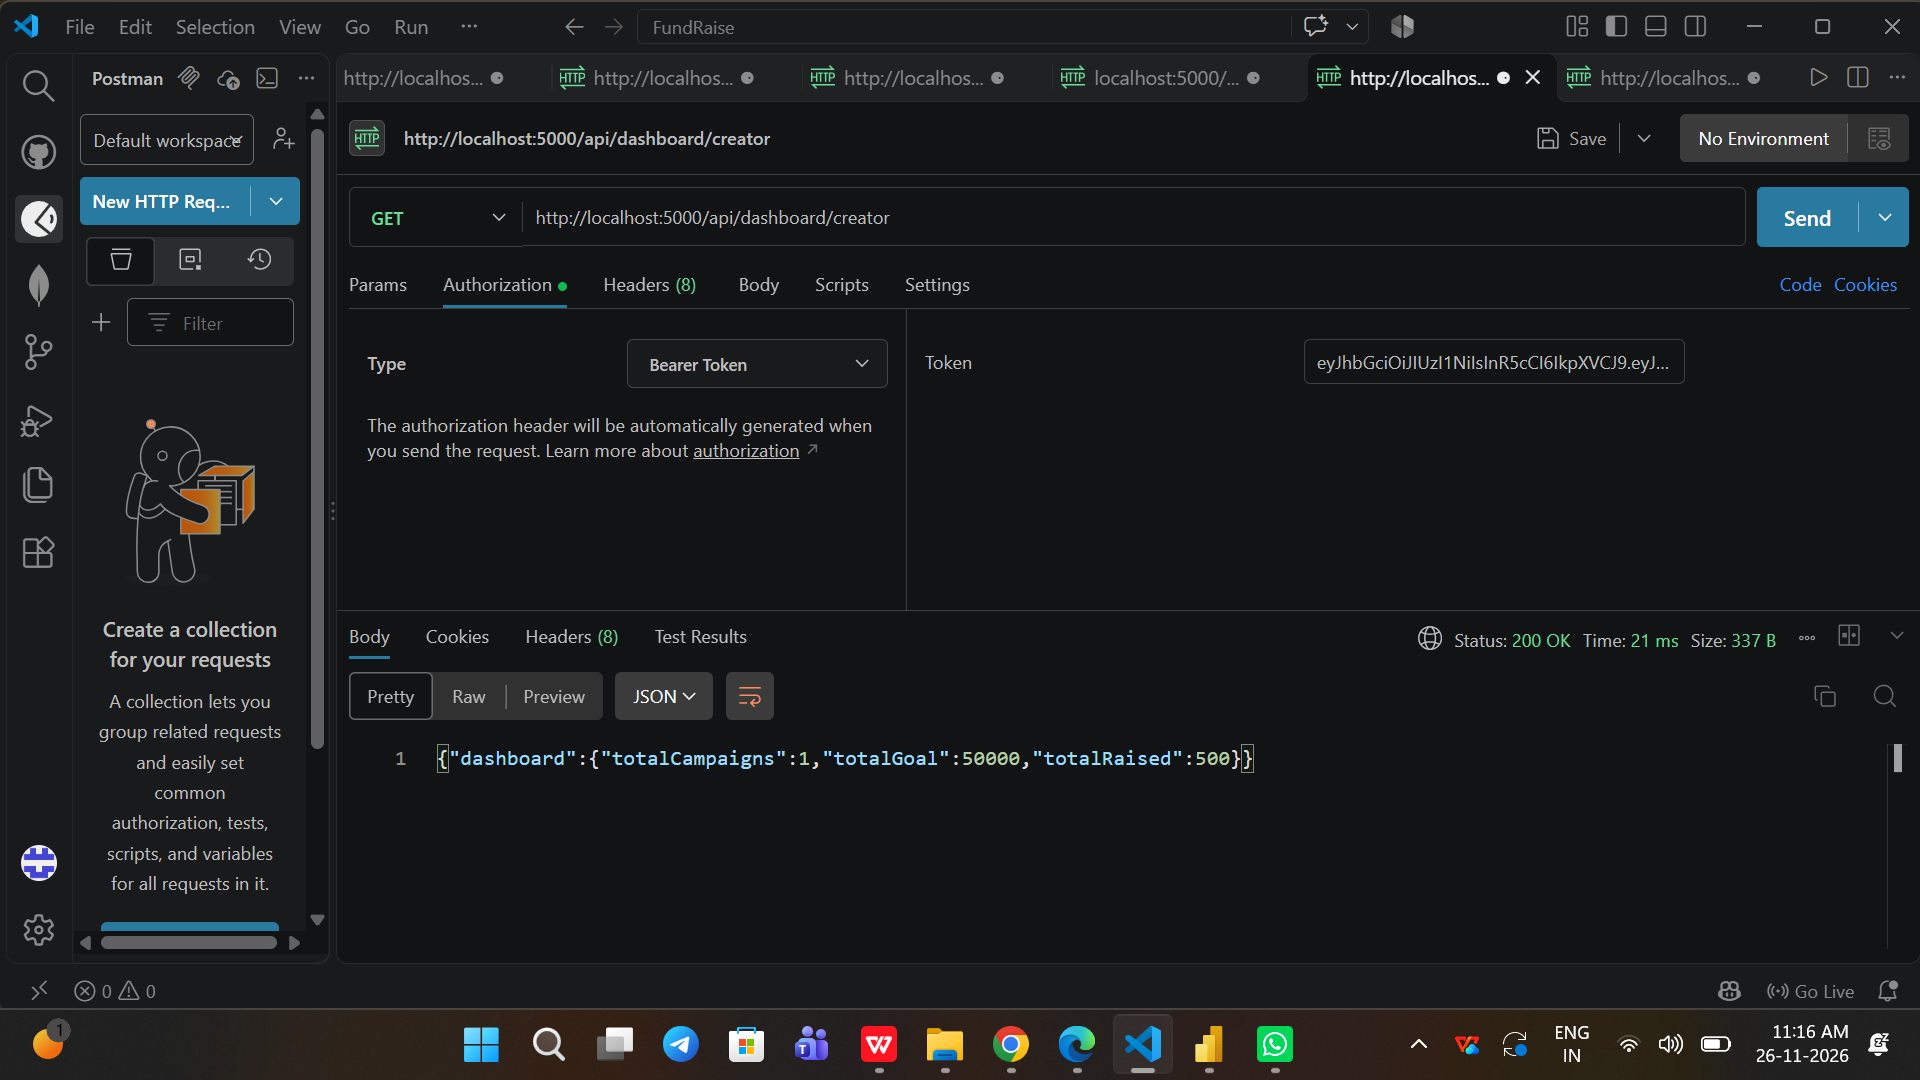 File Edit Selection View Go Run ···
FundRaise
Postman
http://localhos...
HTTP http://localhos...
HTTP http://localhos...
HTTP localhost:5000/...
HTTP http://localhos...
HTTP http://localhos...
Default workspace
HTTP http://localhost:5000/api/dashboard/creator
Save
No Environment
New HTTP Req...
GET
http://localhost:5000/api/dashboard/creator
Send
Params Authorization Headers (8) Body Scripts Settings
Code Cookies
Filter
Type
Bearer Token
Token
eyJhbGciOiJIUzI1NiIsInR5cCI6IkpXVCJ9.eyJ...
The authorization header will be automatically generated when
you send the request. Learn more about authorization
Create a collection
for your requests
A collection lets you
group related requests
and easily set
common
authorization, tests,
scripts, and variables
for all requests in it.
Body Cookies Headers (8) Test Results
Status: 200 OK Time: 21 ms Size: 337 B
Pretty Raw Preview JSON
1 {"dashboard":{"totalCampaigns":1,"totalGoal":50000,"totalRaised":500}}
0 0
Go Live
1
ENG
IN
11:16 AM
26-11-2026